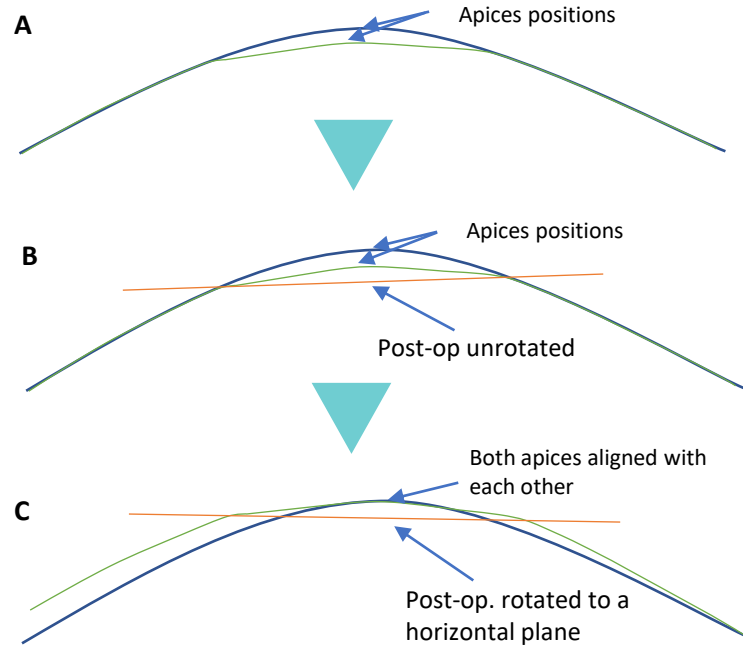 A
Apices positions
B
Apices positions
Post-op unrotated
Both apices aligned with
each other
C
Post-op. rotated to a
horizontal plane